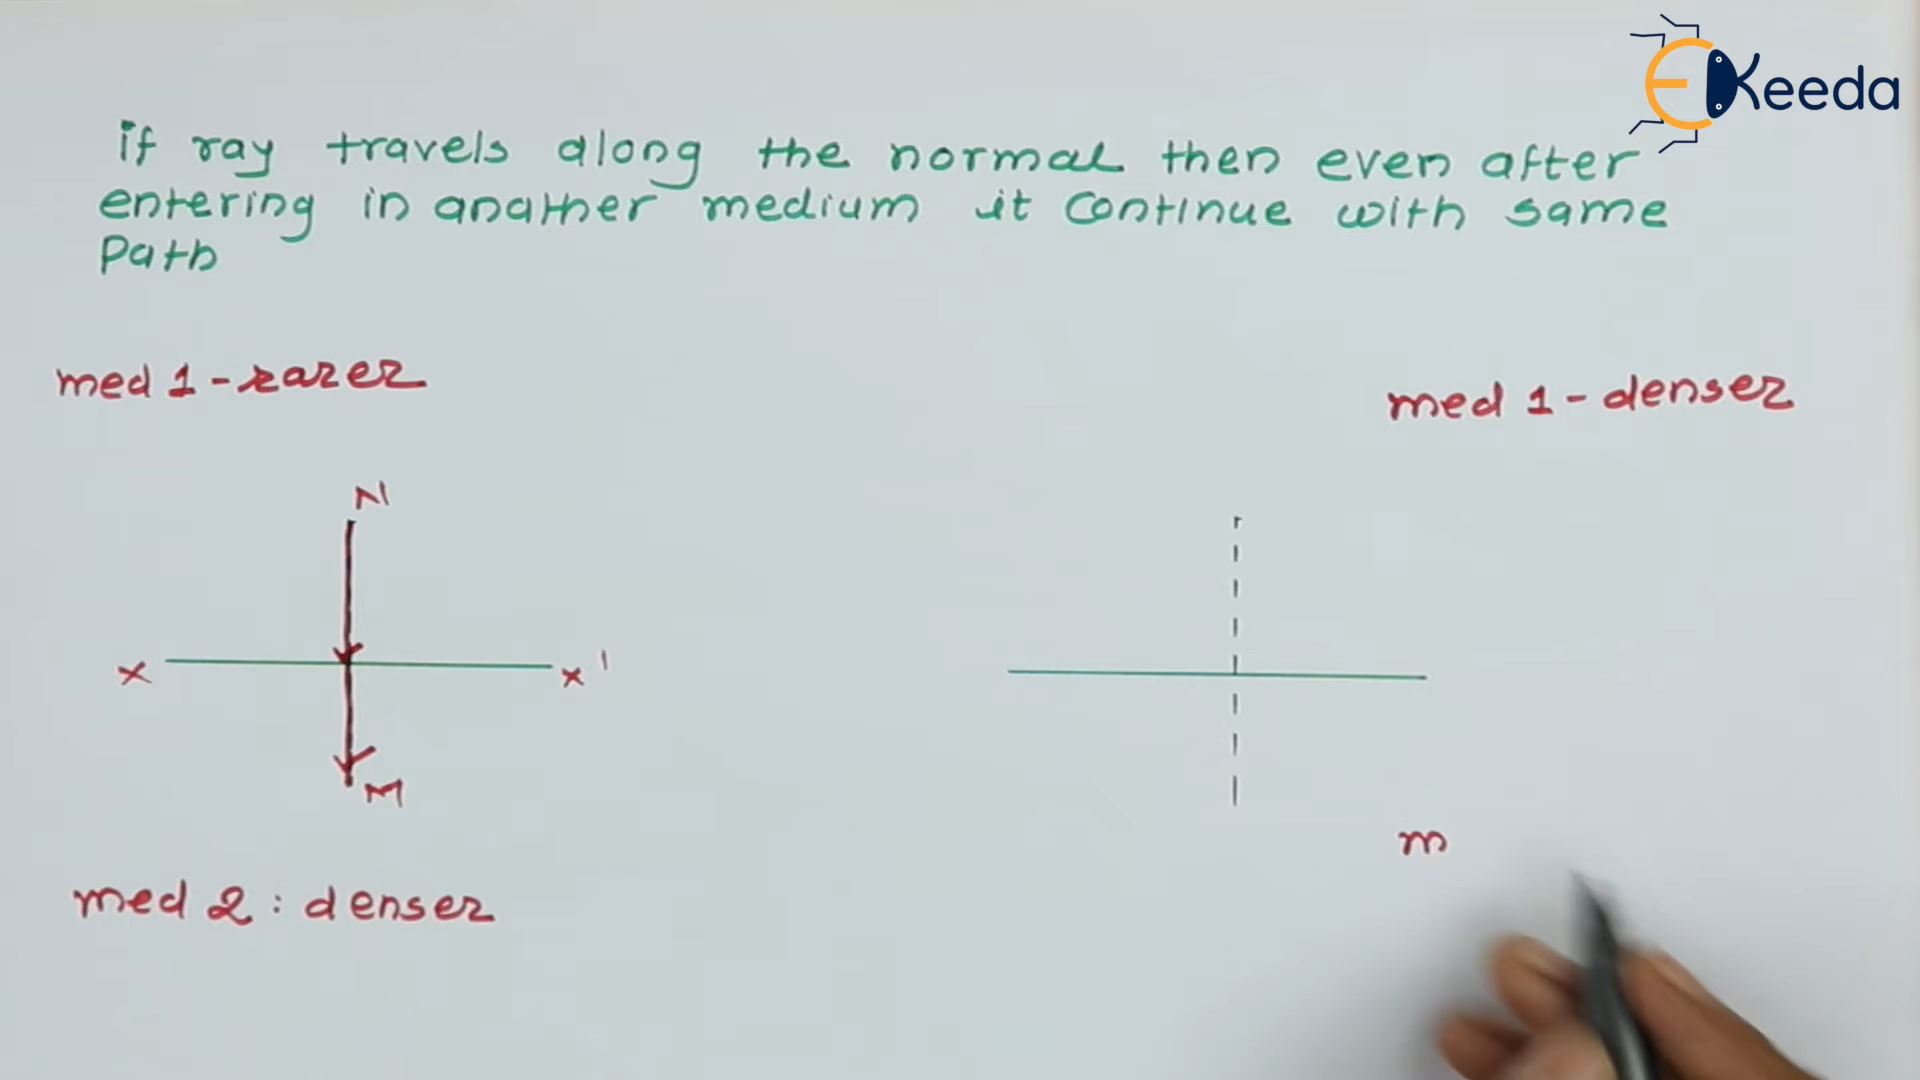 EKeeda
if ray travels along the normal then even after
entering in another medium it continue with same
Path
med 1 - rarer
med 1 - denser
N
X
X'
M
m
med 2 : denser